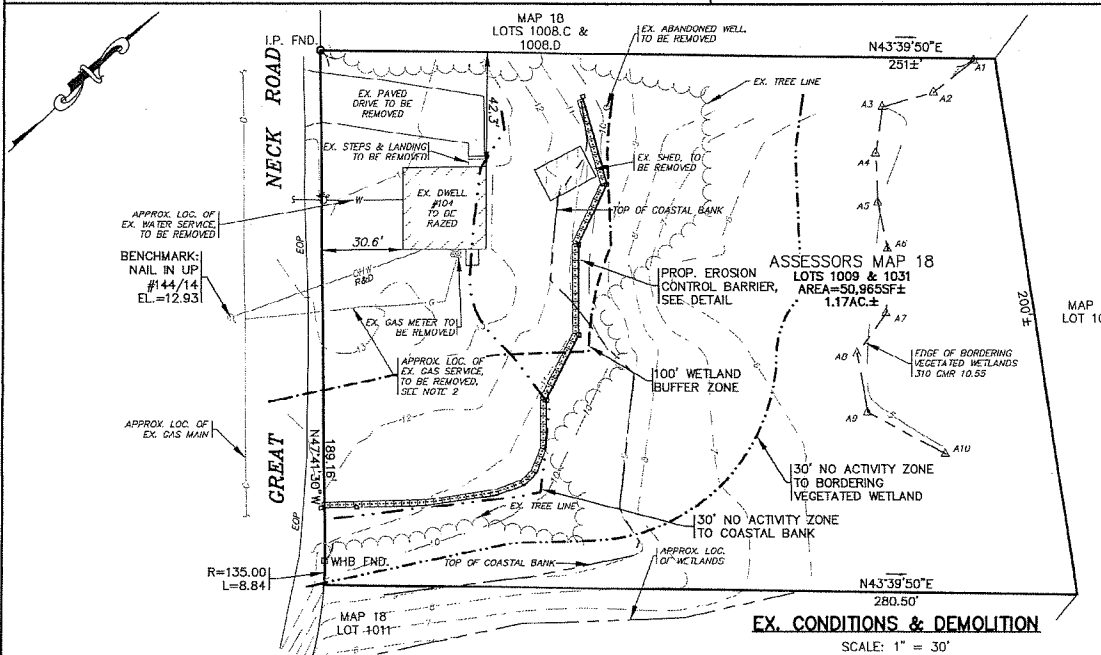 MAP 18
LOTS 1008.C &
1008.D
I.P. FND.
EX. ABANDONED WELL,
TO BE REMOVED
N43°39'50"E
251±'
A1
A2
A3
A4
A5
A6
A7
A8
A9
A10
EX. TREE LINE
EX. PAVED
DRIVE TO BE
REMOVED
42.3'
EX. STEPS & LANDING
TO BE REMOVED
EX. SHED, TO
BE REMOVED
EX. DWELL.
#104
TO BE
RAZED
TOP OF COASTAL BANK
APPROX. LOC. OF
EX. WATER SERVICE,
TO BE REMOVED
W
30.6'
EOP
BENCHMARK:
NAIL IN UP
#144/14
EL.=12.93
OHW
R&D
G
EX. GAS METER TO
BE REMOVED
PROP. EROSION
CONTROL BARRIER,
SEE DETAIL
ASSESSORS MAP 18
LOTS 1009 & 1031
AREA=50,965SF±
1.17AC.±
200'±
MAP
LOT 10
EDGE OF BORDERING
VEGETATED WETLANDS
310 CMR 10.55
APPROX. LOC. OF
EX. GAS SERVICE,
TO BE REMOVED,
SEE NOTE 2
100' WETLAND
BUFFER ZONE
12
APPROX. LOC. OF
EX. GAS MAIN
GREAT NECK ROAD
N47°41'30"W
189.16'
30' NO ACTIVITY ZONE
TO BORDERING
VEGETATED WETLAND
EX. TREE LINE
30' NO ACTIVITY ZONE
TO COASTAL BANK
EOP
10
WHB FND.
TOP OF COASTAL BANK
APPROX. LOC.
OF WETLANDS
R=135.00
L=8.84
N43°39'50"E
280.50'
MAP 18
LOT 1011
EX. CONDITIONS & DEMOLITION
SCALE: 1" = 30'